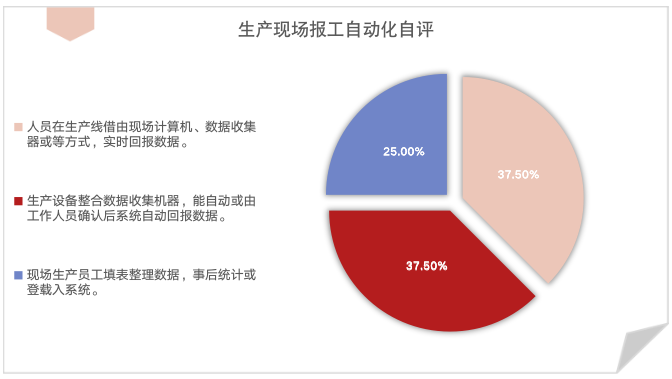 生产现场报工自动化自评
人员在生产线借由现场计算机、数据收集
器或等方式，实时回报数据。
生产设备整合数据收集机器，能自动或由
工作人员确认后系统自动回报数据。
现场生产员工填表整理数据，事后统计或
登载入系统。
25.00%
37.50%
37.50%